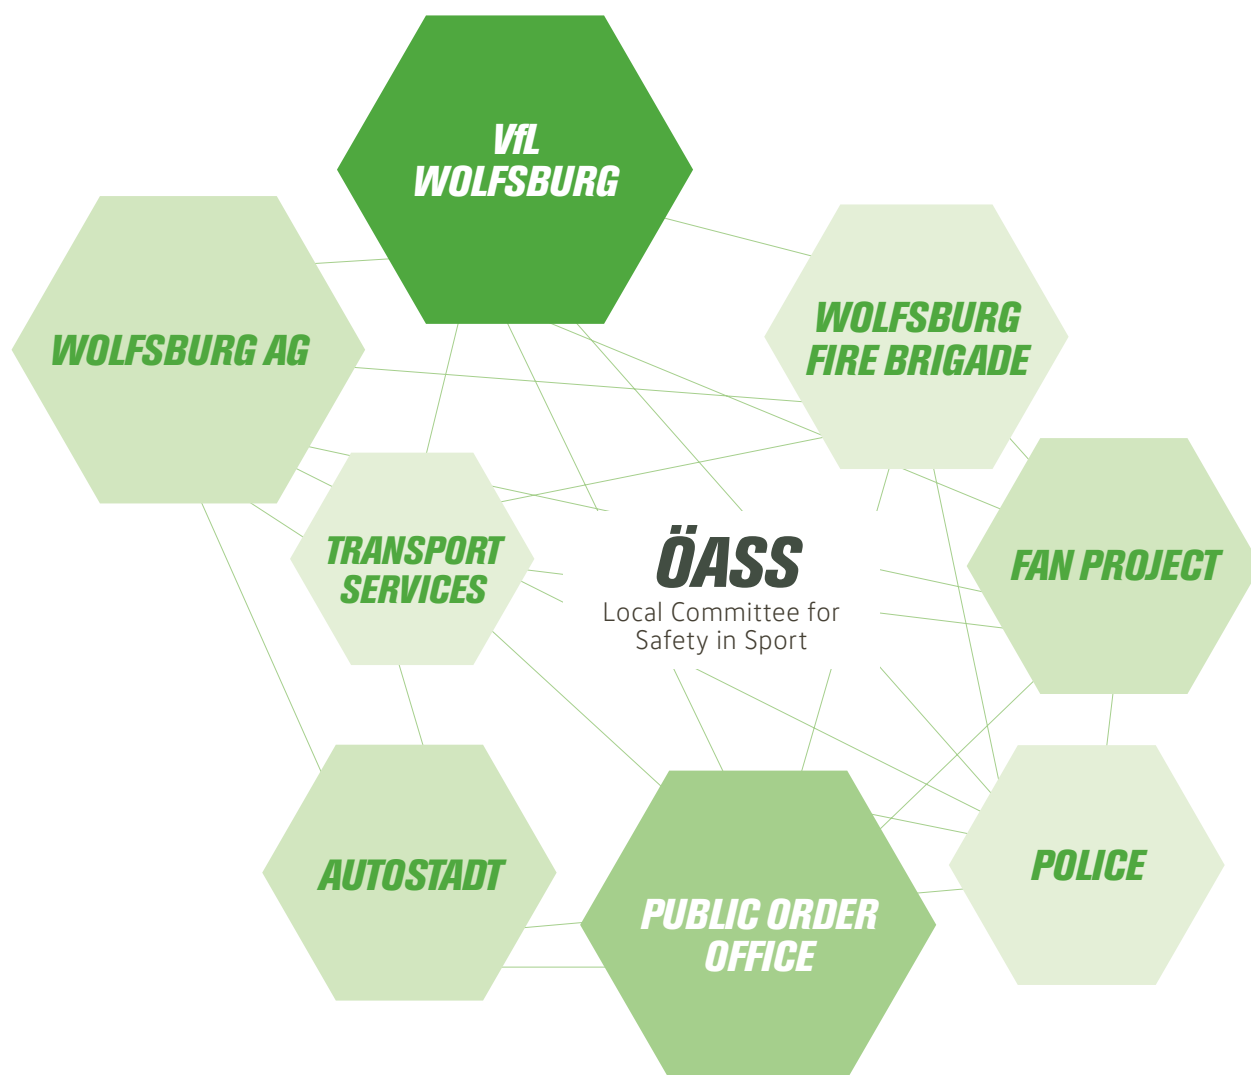 VfL
WOLFSBURG
WOLFSBURG AG
WOLFSBURG
FIRE BRIGADE
TRANSPORT
SERVICES
ÖASS
Local Committee for
Safety in Sport
FAN PROJECT
AUTOSTADT
PUBLIC ORDER
OFFICE
POLICE